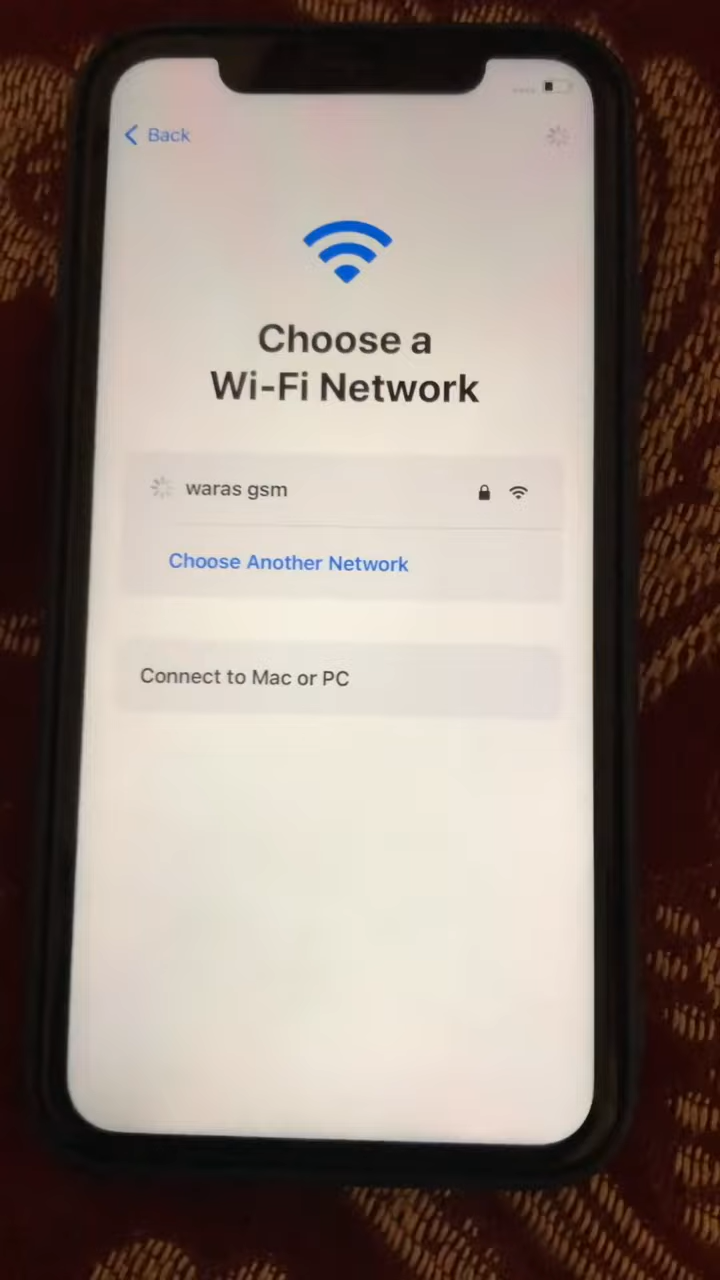 Back
Choose a
Wi-Fi Network
waras gsm
Choose Another Network
Connect to Mac or PC